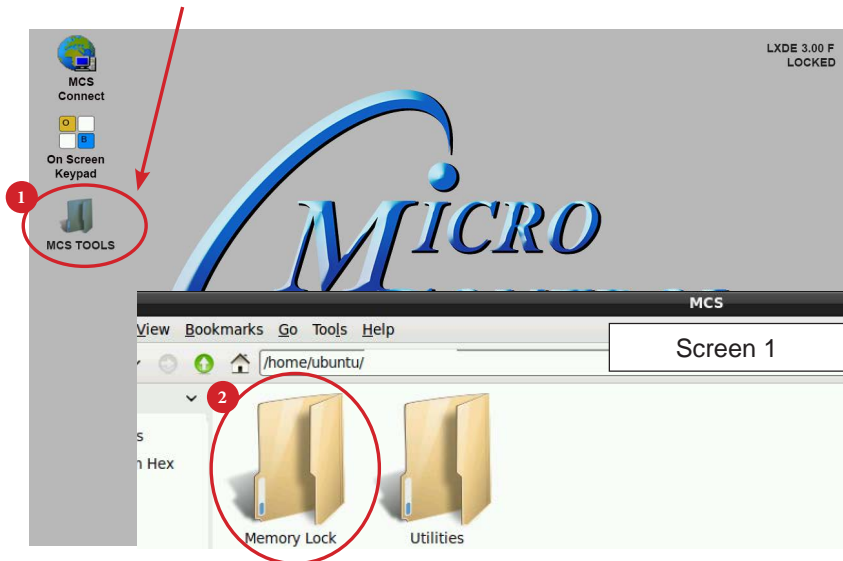 LXDE 3.00 F
LOCKED
MCS
Connect
O
B
On Screen
Keypad
1
MCS TOOLS
MICRO
MCS
View Bookmarks Go Tools Help
Screen 1
/home/ubuntu/
2
s
n Hex
Memory Lock
Utilities